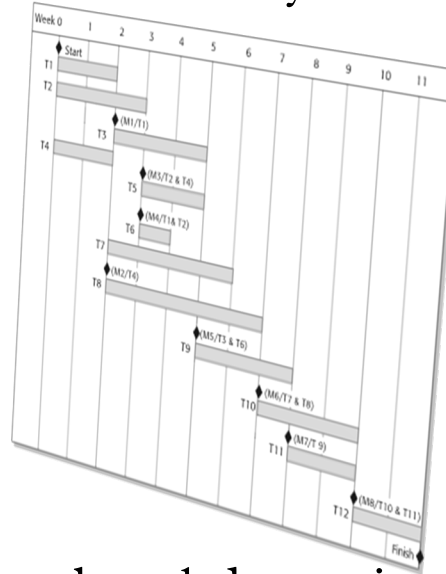 Week 0 1 2 3 4 5 6 7 8 9 10 11
Start
T1
T2
(M1/T1)
T3
T4
(M3/T2 & T4)
T5
(M4/T1& T2)
T6
T7
(M2/T4)
T8
(M5/T3 & T6)
T9
(M6/T7 & T8)
T10
(M7/T 9)
T11
(M8/T10 & T11)
T12
Finish